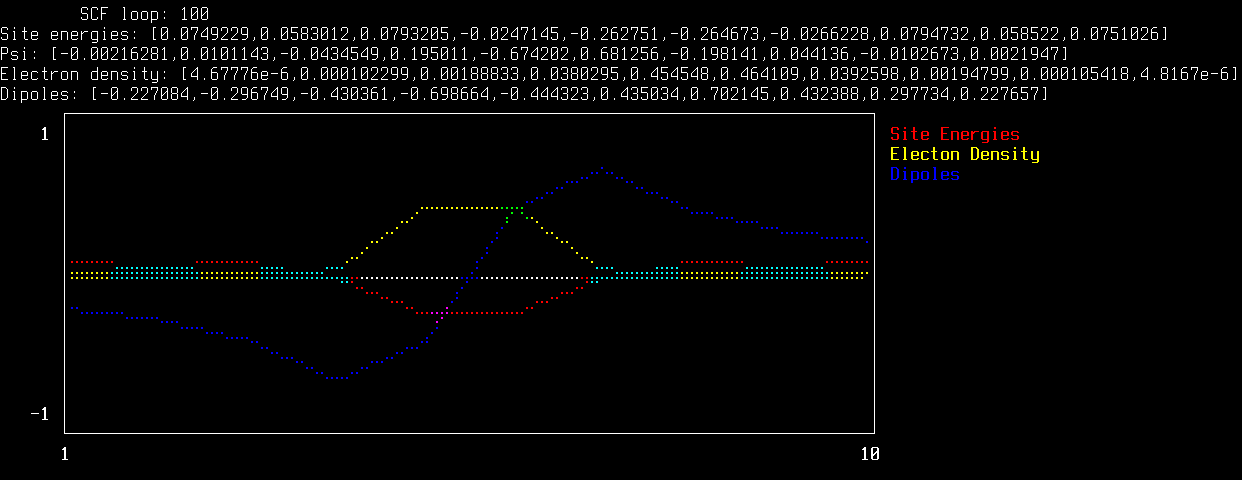 SCF loop: 100
Site energies: [0.0749229,0.0583012,0.0793205,-0.0247145,-0.262751,-0.264673,-0.0266228,0.0794732,0.058522,0.0751026]
Psi: [-0.00216281,0.0101143,-0.0434549,0.195011,-0.674202,0.681256,-0.198141,0.044136,-0.0102673,0.0021947]
Electron density: [4.67776e-6,0.000102299,0.00188833,0.0380295,0.454548,0.464109,0.0392598,0.00194799,0.000105418,4.8167e-6]
Dipoles: [-0.227084,-0.296749,-0.430361,-0.698664,-0.444323,0.435034,0.702145,0.432388,0.297734,0.227657]
1
Site Energies
Electon Density
Dipoles
-1
1
10